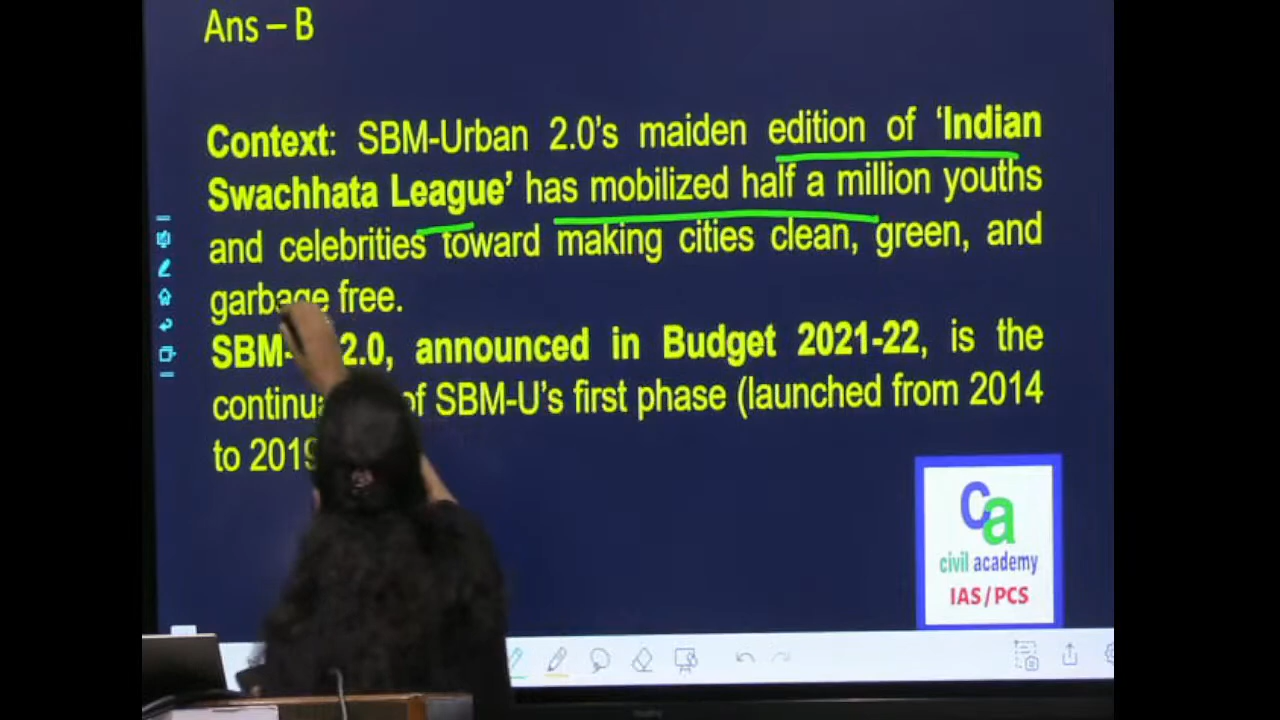 Ans – B
Context: SBM-Urban 2.0’s maiden edition of ‘Indian
Swachhata League’ has mobilized half a million youths
and celebrities toward making cities clean, green, and
garbage free.
SBM- 2.0, announced in Budget 2021-22, is the
of SBM-U’s first phase (launched from 2014
to 2019
Ca
civil academy
IAS/PCS